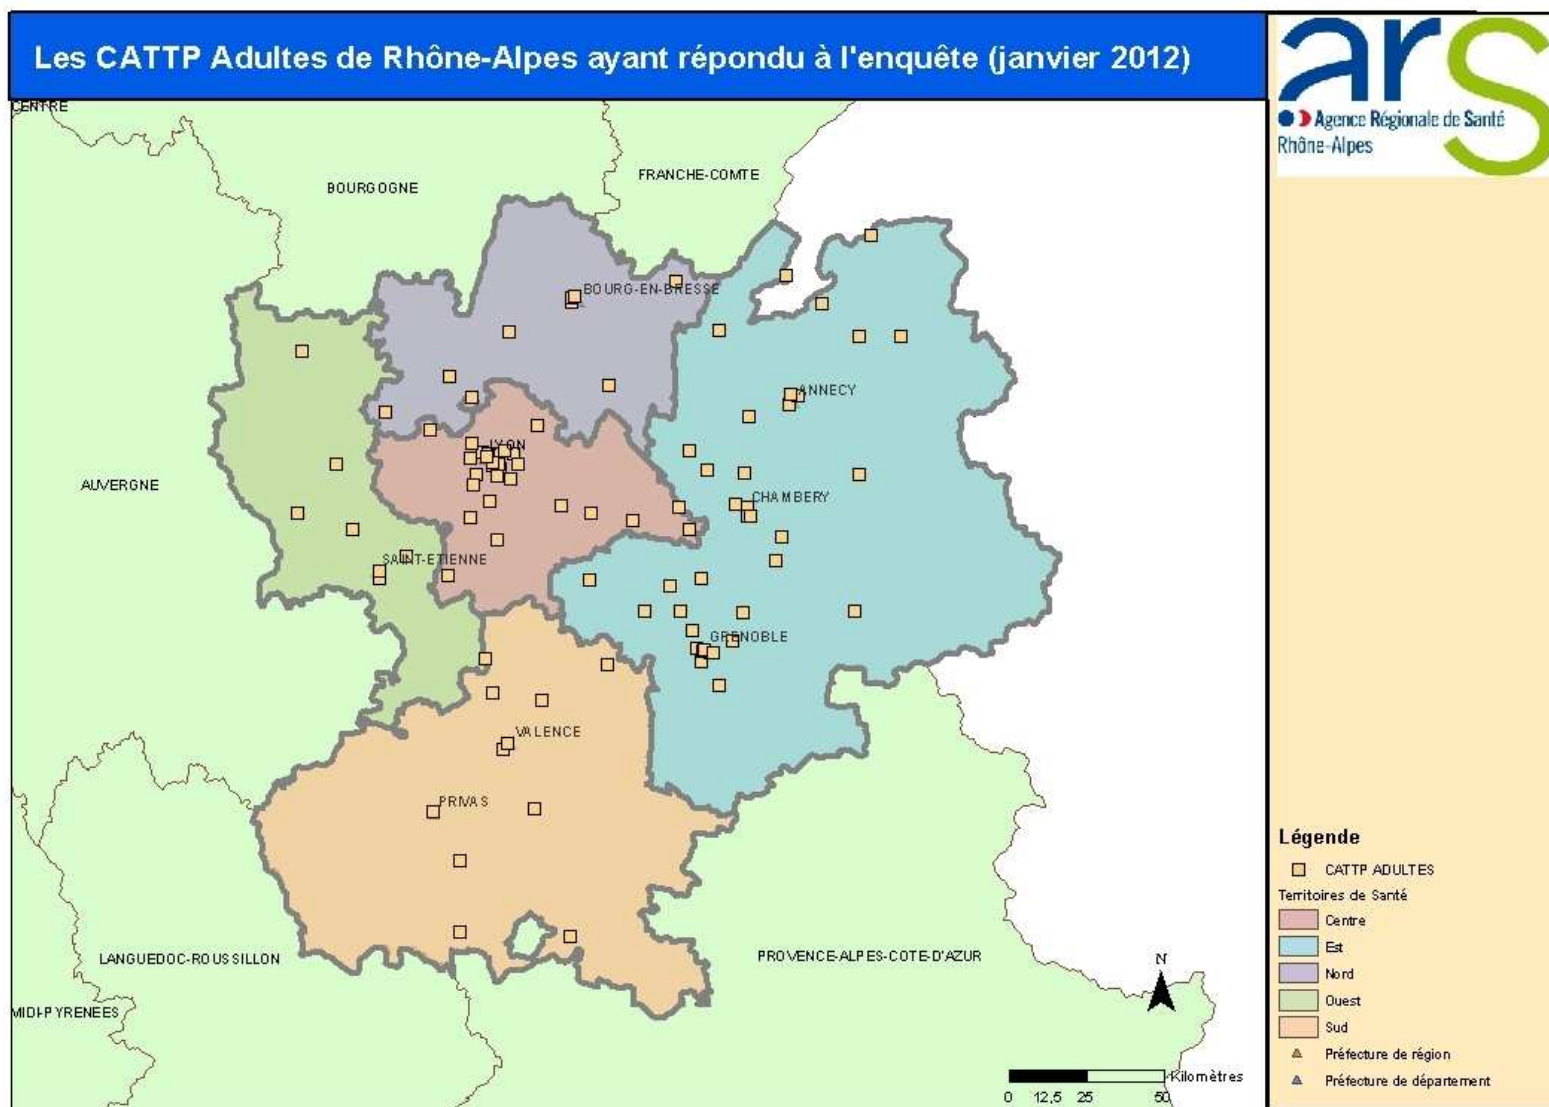 Les CATTP Adultes de Rhône-Alpes ayant répondu à l'enquête (janvier 2012)
ars
Agence Régionale de Santé
Rhône-Alpes
CENTRE
BOURGOGNE
FRANCHE-COMTE
BOURG-EN-BRESSE
ANNECY
LYON
AUVERGNE
CHAMBERY
SAINT-ETIENNE
GRENOBLE
VALENCE
PRIVAS
LANGUEDOC-ROUSSILLON
PROVENCE-ALPES-COTE-D'AZUR
MIDI-PYRENEES
N
Kilomètres
0 12,5 25 50
Légende
CATTP ADULTES
Territoires de Santé
Centre
Est
Nord
Ouest
Sud
Préfecture de région
Préfecture de département